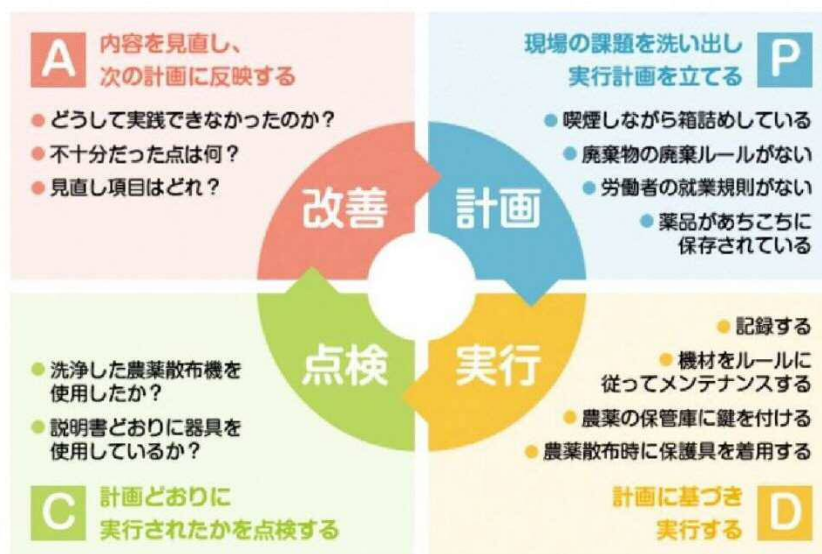 A
内容を見直し、
次の計画に反映する
● どうして実践できなかったのか？
● 不十分だった点は何？
● 見直し項目はどれ？
改善
現場の課題を洗い出し
実行計画を立てる
P
● 喫煙しながら箱詰めしている
● 廃棄物の廃棄ルールがない
● 労働者の就業規則がない
● 薬品があちこちに
保存されている
計画
● 洗浄した農薬散布機を
使用したか？
● 説明書どおりに器具を
使用しているか？
点検
C
計画どおりに
実行されたかを点検する
実行
● 記録する
● 機材をルールに
従ってメンテナンスする
● 農薬の保管庫に鍵を付ける
● 農薬散布時に保護具を着用する
計画に基づき
実行する
D